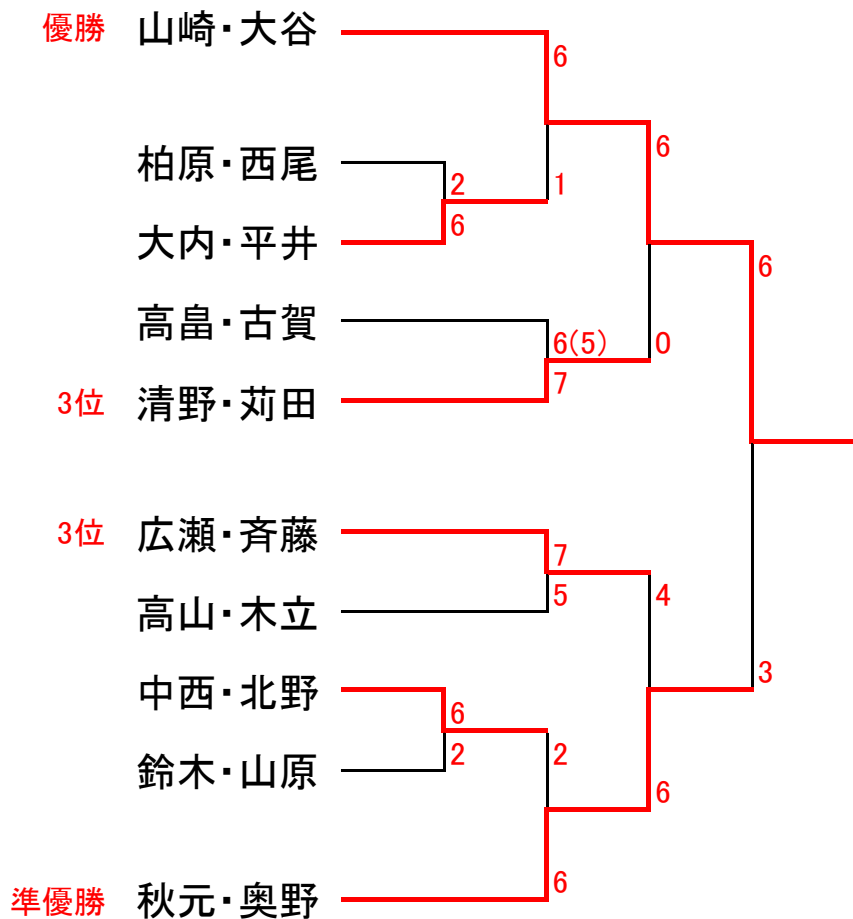 優勝 山崎・大谷
6
6
柏原・西尾
2
1
大内・平井
6
6
高畠・古賀
6(5)
0
3位 清野・苅田
7
3位 広瀬・斉藤
7
5
4
高山・木立
3
中西・北野
6
2
2
鈴木・山原
6
準優勝 秋元・奥野
6